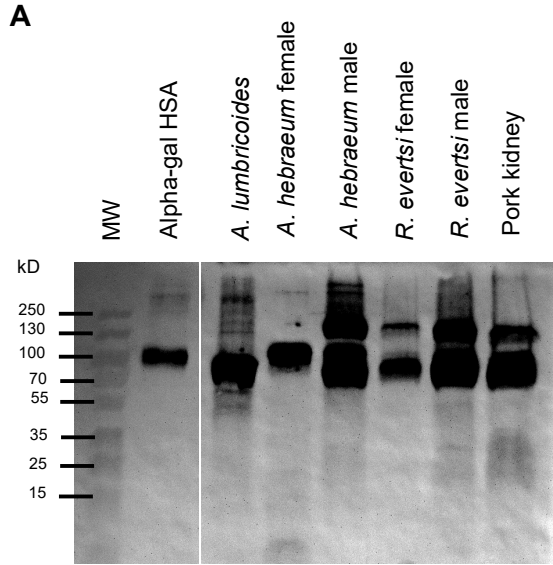 A
MW
Alpha-gal HSA
A. lumbricoides
A. hebraeum female
A. hebraeum male
R. evertsi female
R. evertsi male
Pork kidney
kD
250
130
100
70
55
35
25
15